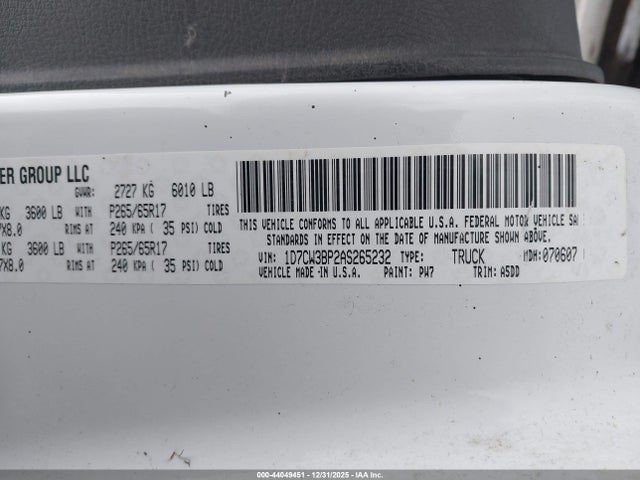 ER GROUP LLC
GVWR: 2727 KG 6010 LB
KG 3600 LB WITH P265/65R17 TIRES
7X8.0 RIMS AT 240 KPA ( 35 PSI) COLD
KG 3600 LB WITH P265/65R17 TIRES
7X8.0 RIMS AT 240 KPA ( 35 PSI) COLD
THIS VEHICLE CONFORMS TO ALL APPLICABLE U.S.A. FEDERAL MOTOR VEHICLE SA
STANDARDS IN EFFECT ON THE DATE OF MANUFACTURE SHOWN ABOVE.
VIN: 1D7CW3BP2AS265232 TYPE: TRUCK MDH: 070607
VEHICLE MADE IN U.S.A. PAINT: PW7 TRIM: A5DD
000-44049451 - 12/31/2025 - IAAI.COM